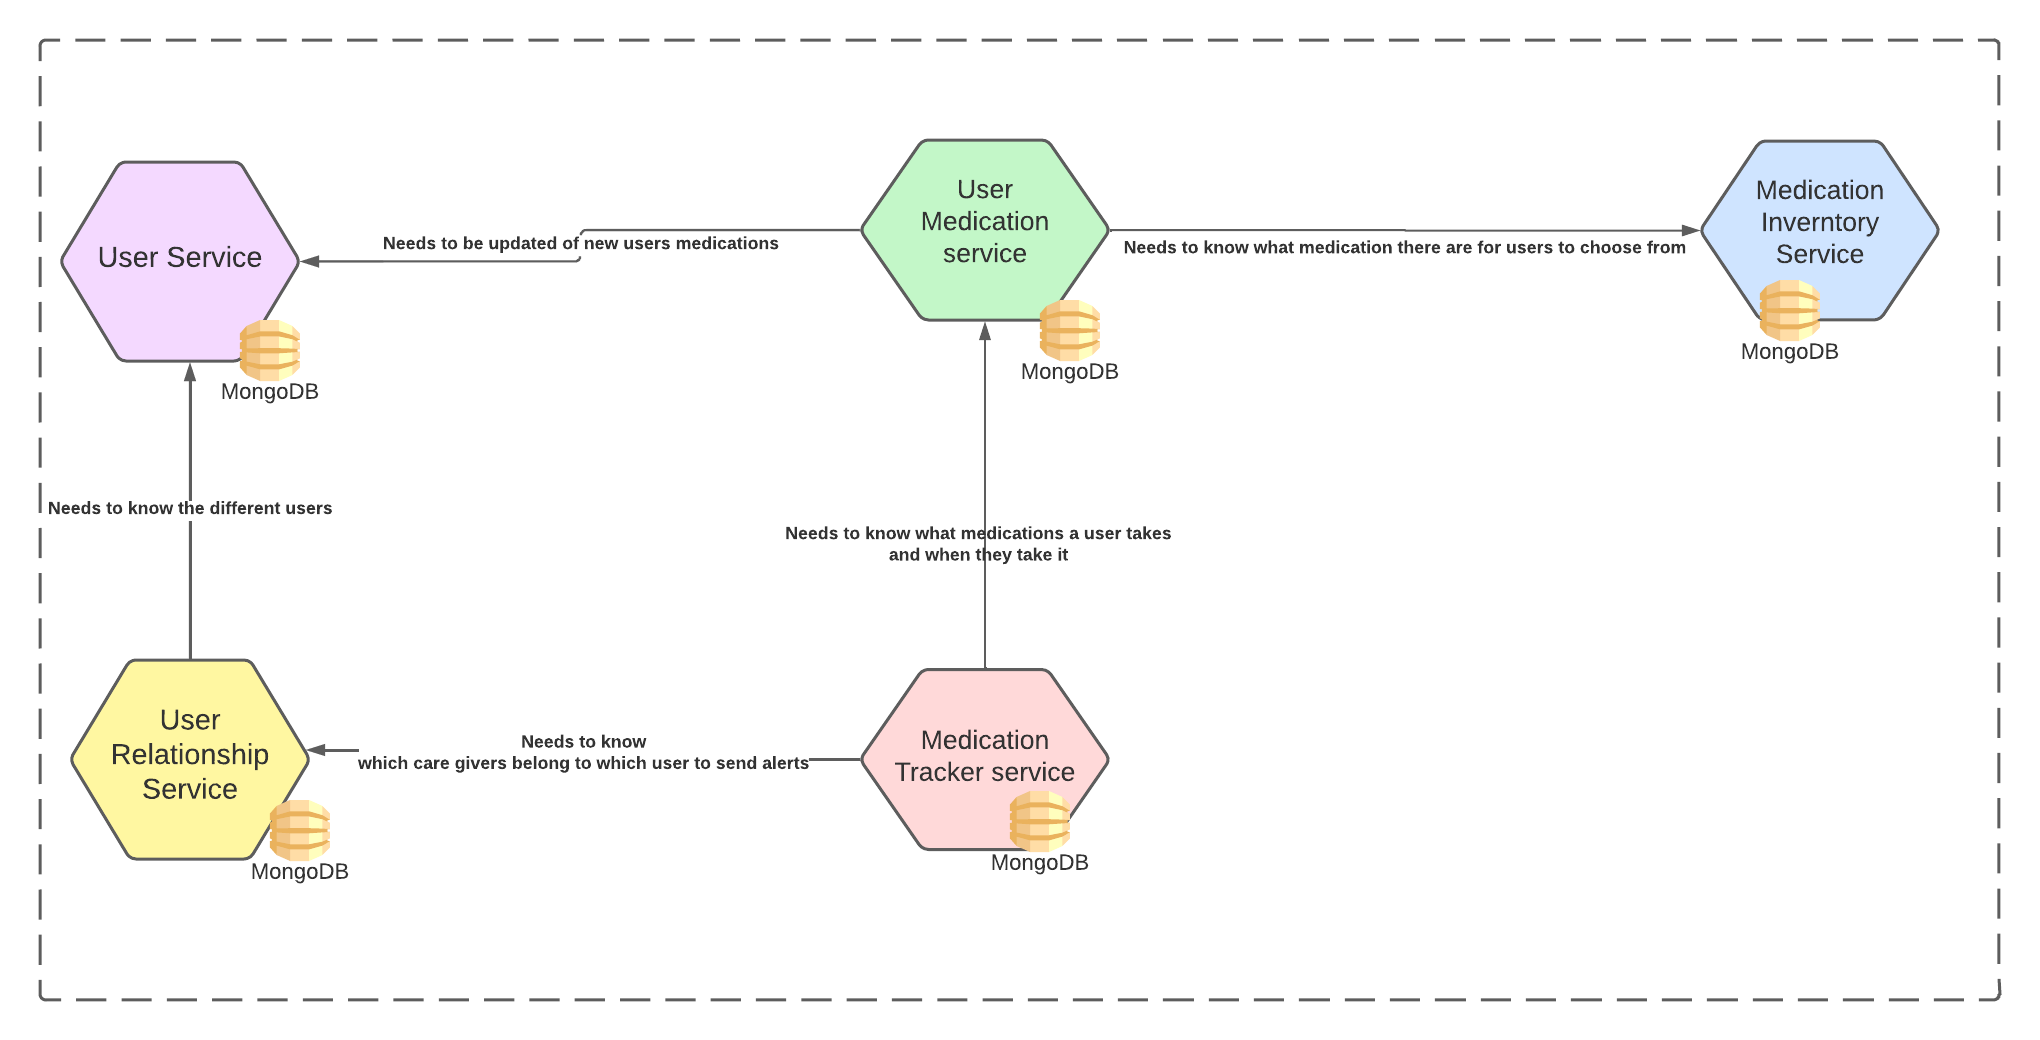 User Service
MongoDB
Needs to be updated of new users medications
User
Medication
service
MongoDB
Needs to know what medication there are for users to choose from
Medication
Inverntory
Service
MongoDB
Needs to know the different users
Needs to know what medications a user takes
and when they take it
User
Relationship
Service
MongoDB
Needs to know
which care givers belong to which user to send alerts
Medication
Tracker service
MongoDB